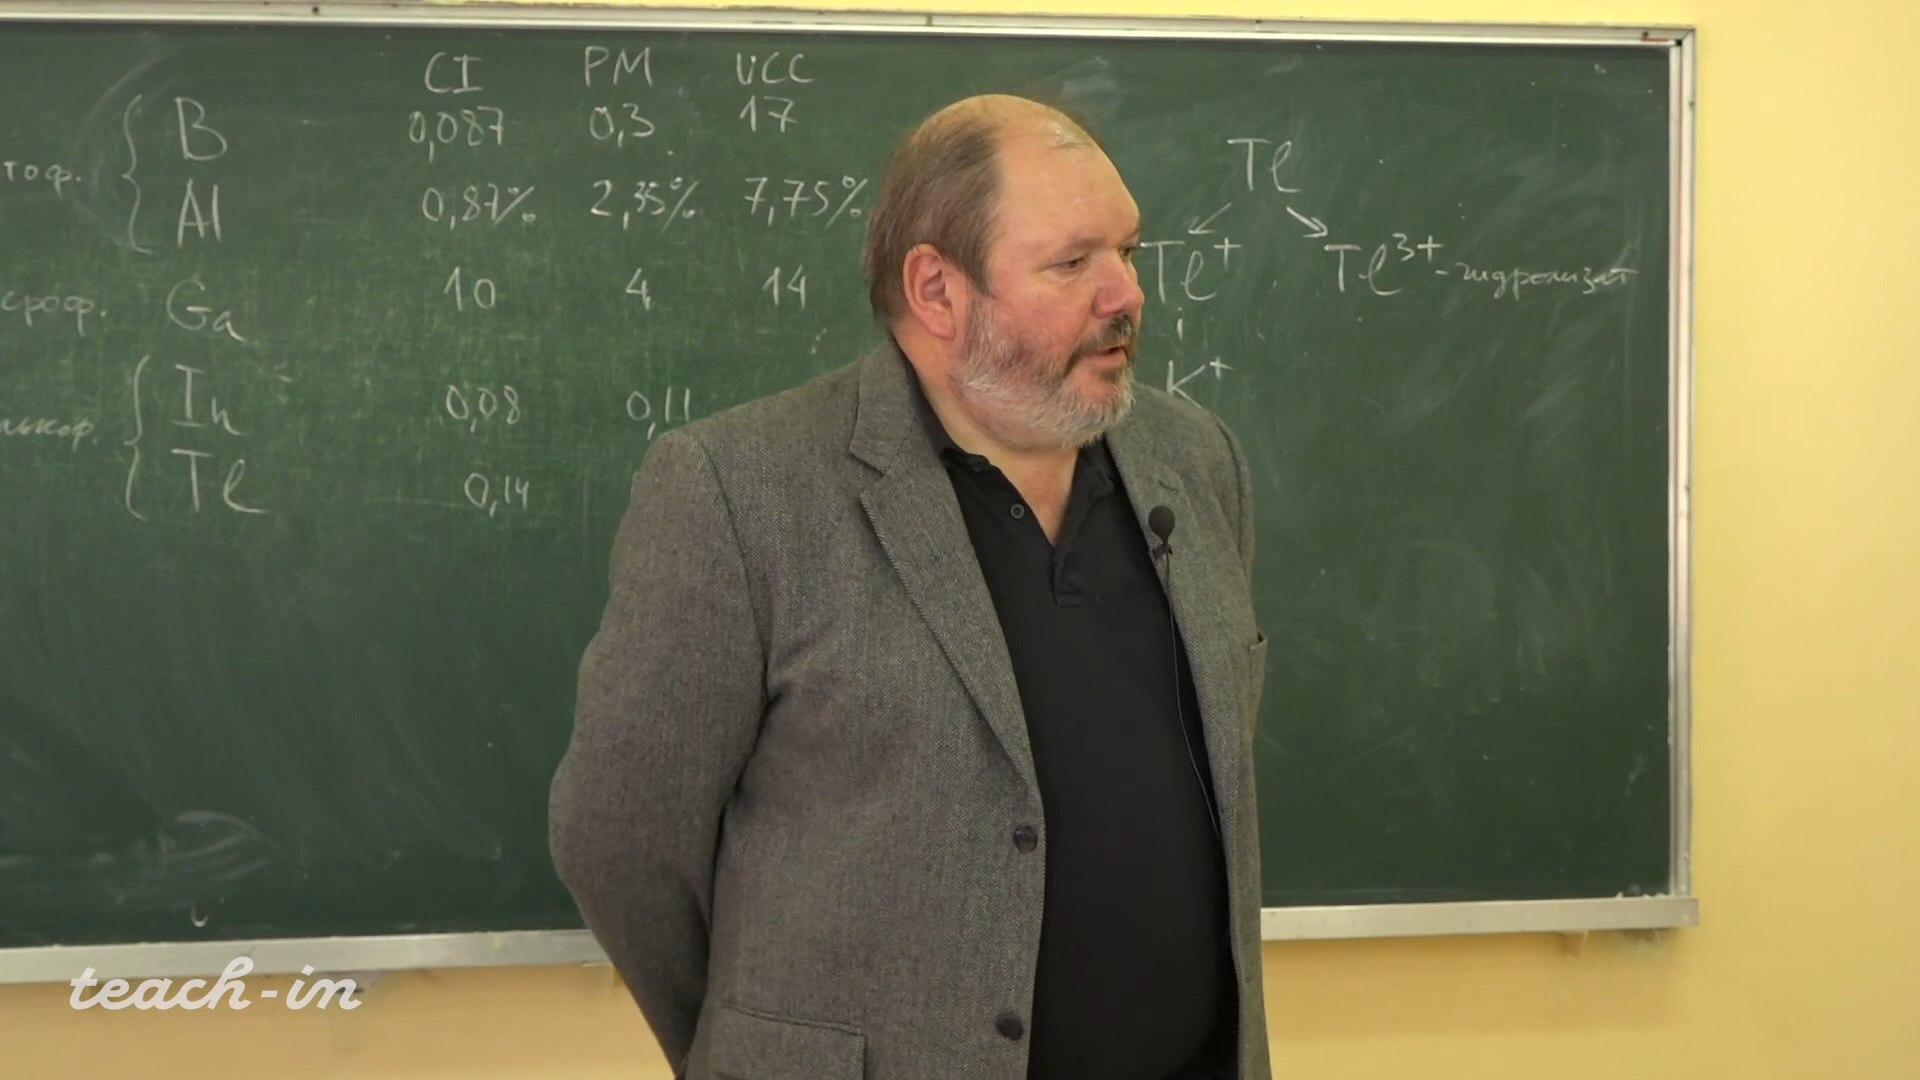 CI PM UCC
B 0,087 0,3 17
тоф. Al 0,87% 2,35% 7,75%
Ga 10 4 14
In 0,08 0,11
Tl 0,14
Tl
Tl⁺ Tl³⁺ - гидролизат
K⁺
teach-in